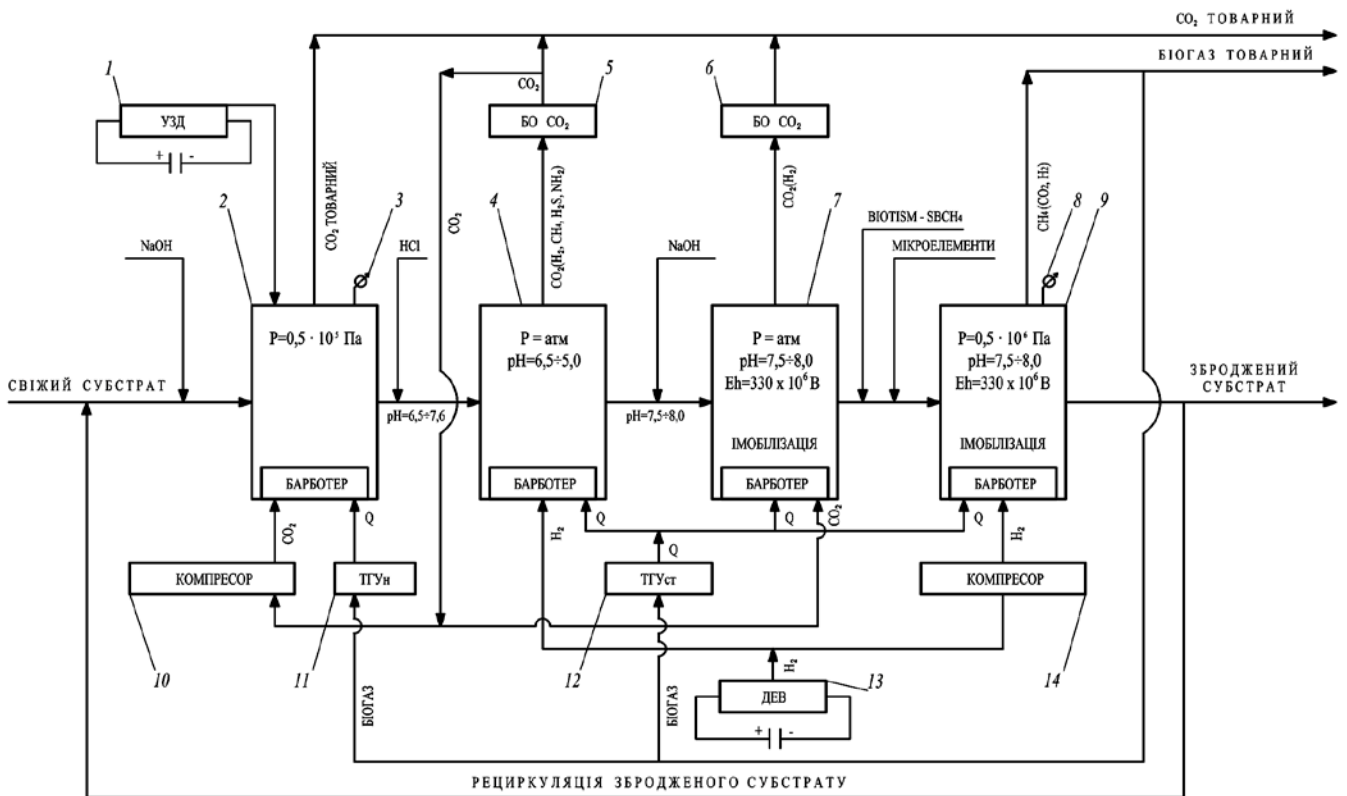 CO₂ ТОВАРНИЙ
БІОГАЗ ТОВАРНИЙ
1
5
6
CO₂
УЗД
БО CO₂
БО CO₂
+ -
CO₂ ТОВАРНИЙ
CO₂
CO₂(H₂, CH₄, H₂S, NH₂)
CO₂(H₂)
CH₄(CO₂, H₂)
2
3
4
7
8
9
NaOH
HCl
NaOH
BIOTISM - SBCH₄
МІКРОЕЛЕМЕНТИ
P=0,5 · 10⁵ Па
P = атм
pH=6,5÷5,0
P = атм
pH=7,5÷8,0
Eh=330 x 10⁶ В
P=0,5 · 10⁶ Па
pH=7,5÷8,0
Eh=330 x 10⁶ В
СВІЖИЙ СУБСТРАТ
ЗБРОДЖЕНИЙ
СУБСТРАТ
pH=6,5÷7,6
pH=7,5÷8,0
ІМОБІЛІЗАЦІЯ
ІМОБІЛІЗАЦІЯ
БАРБОТЕР
БАРБОТЕР
БАРБОТЕР
БАРБОТЕР
CO₂
Q
H₂
Q
Q
CO₂
Q
H₂
Q
КОМПРЕСОР
ТГУн
ТГУст
КОМПРЕСОР
10
11
12
13
14
H₂
ДЕВ
+ -
БІОГАЗ
БІОГАЗ
РЕЦИРКУЛЯЦІЯ ЗБРОДЖЕНОГО СУБСТРАТУ